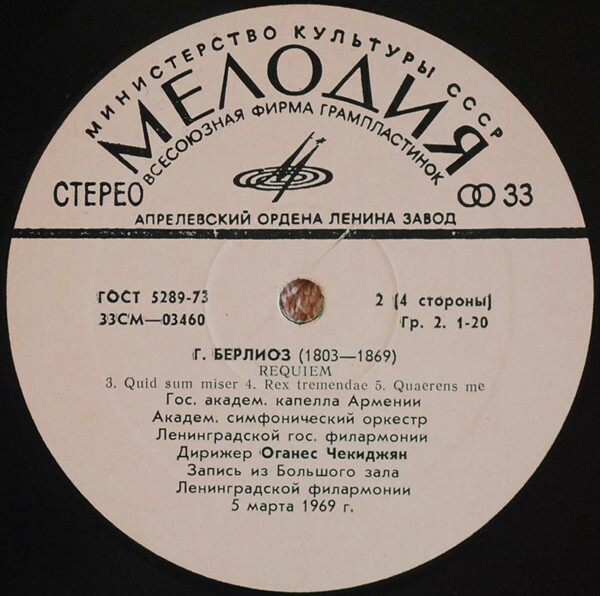 МИНИСТЕРСТВО КУЛЬТУРЫ СССР
МЕЛОДИЯ
ВСЕСОЮЗНАЯ ФИРМА ГРАМПЛАСТИНОК
СТЕРЕО 33
АПРЕЛЕВСКИЙ ОРДЕНА ЛЕНИНА ЗАВОД
ГОСТ 5289-73 2 (4 стороны)
33СМ—03460 Гр. 2. 1-20
Г. БЕРЛИОЗ (1803—1869)
REQUIEM
3. Quid sum miser 4. Rex tremendae 5. Quaerens me
Гос. академ. капелла Армении
Академ. симфонический оркестр
Ленинградской гос. филармонии
Дирижер Оганес Чекиджян
Запись из Большого зала
Ленинградской филармонии
5 марта 1969 г.